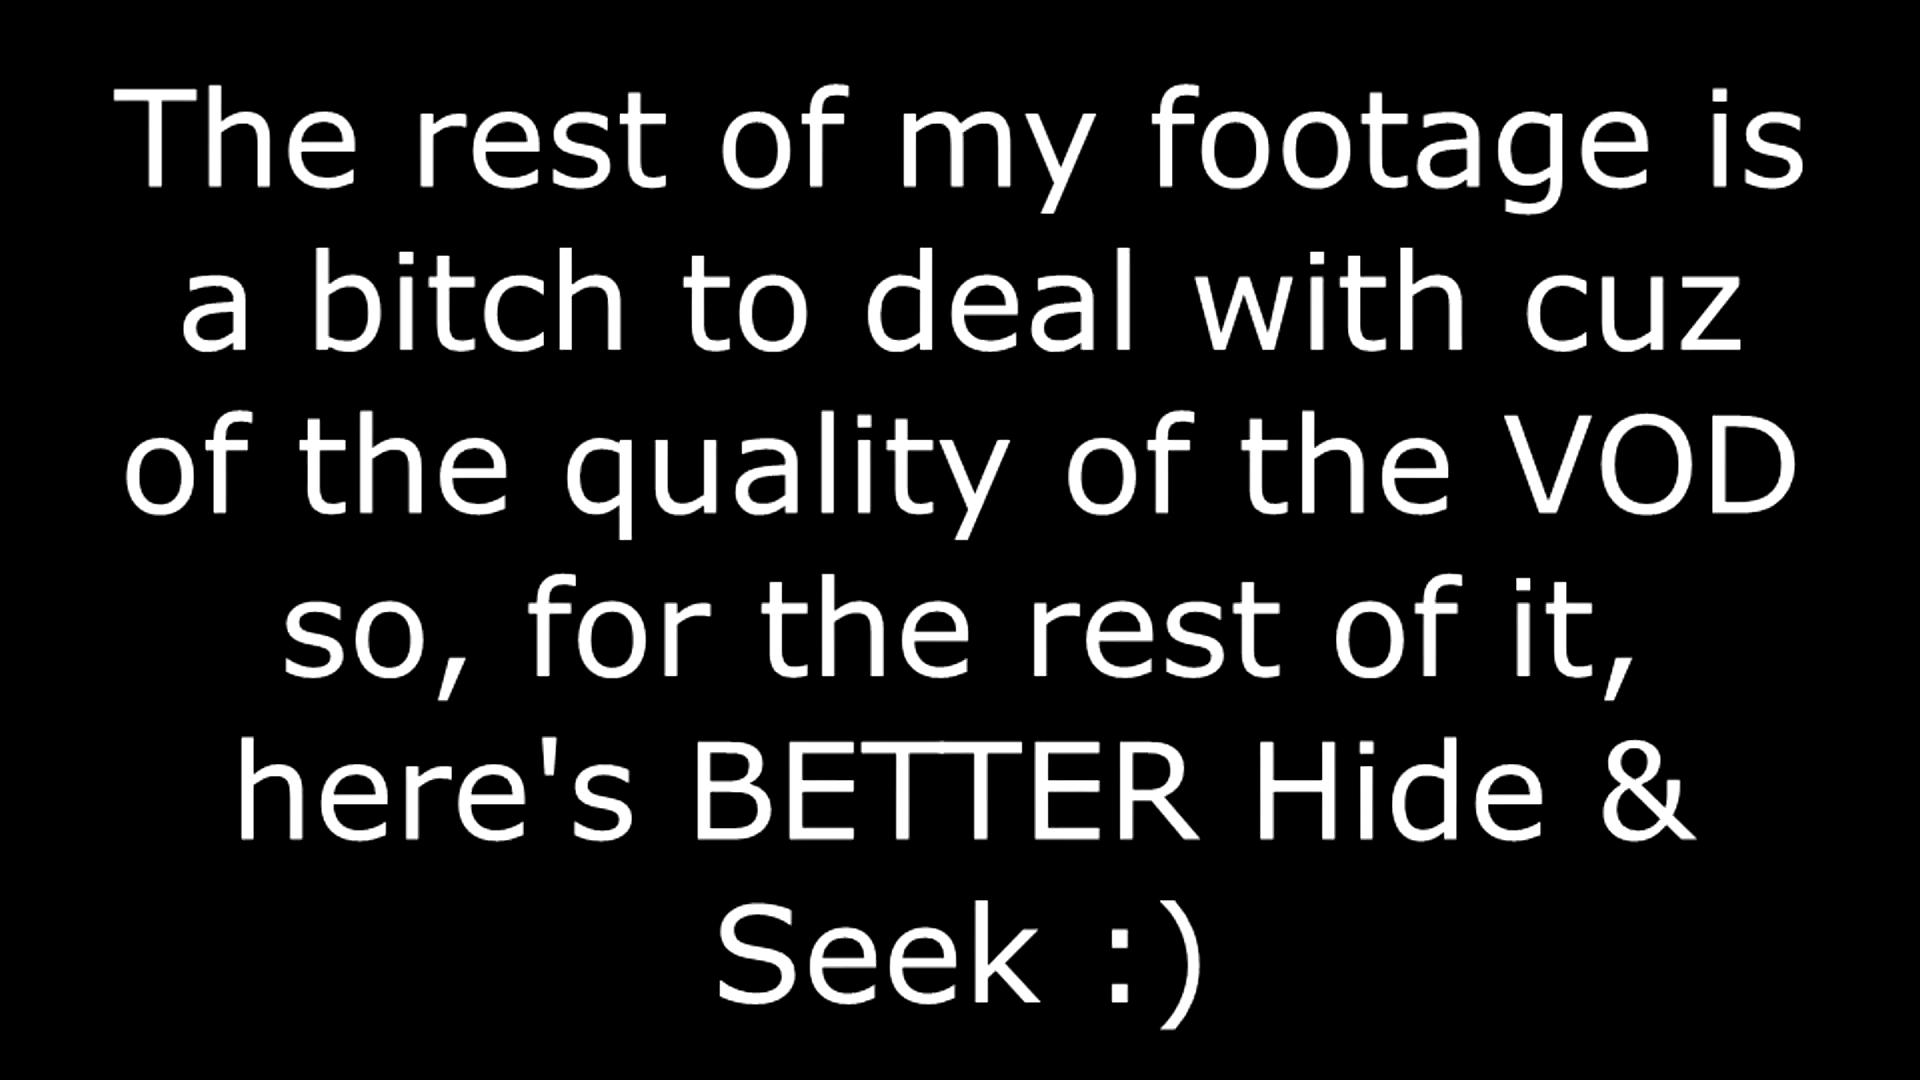 The rest of my footage is
a bitch to deal with cuz
of the quality of the VOD
so, for the rest of it,
here's BETTER Hide &
Seek :)